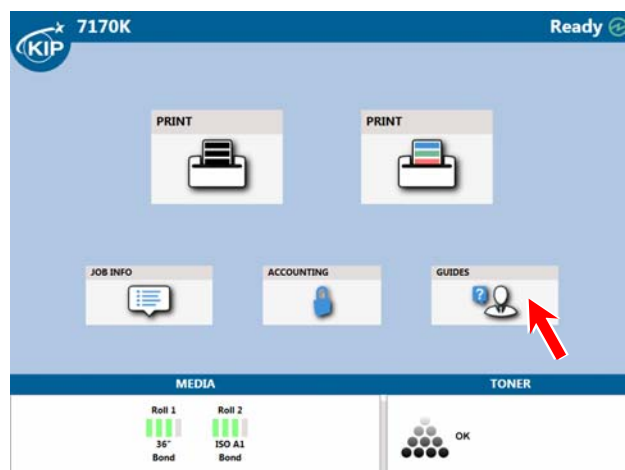 KIP
7170K
Ready
PRINT
PRINT
JOB INFO
ACCOUNTING
GUIDES
?
MEDIA
TONER
Roll 1
Roll 2
36"
ISO A1
Bond
Bond
OK